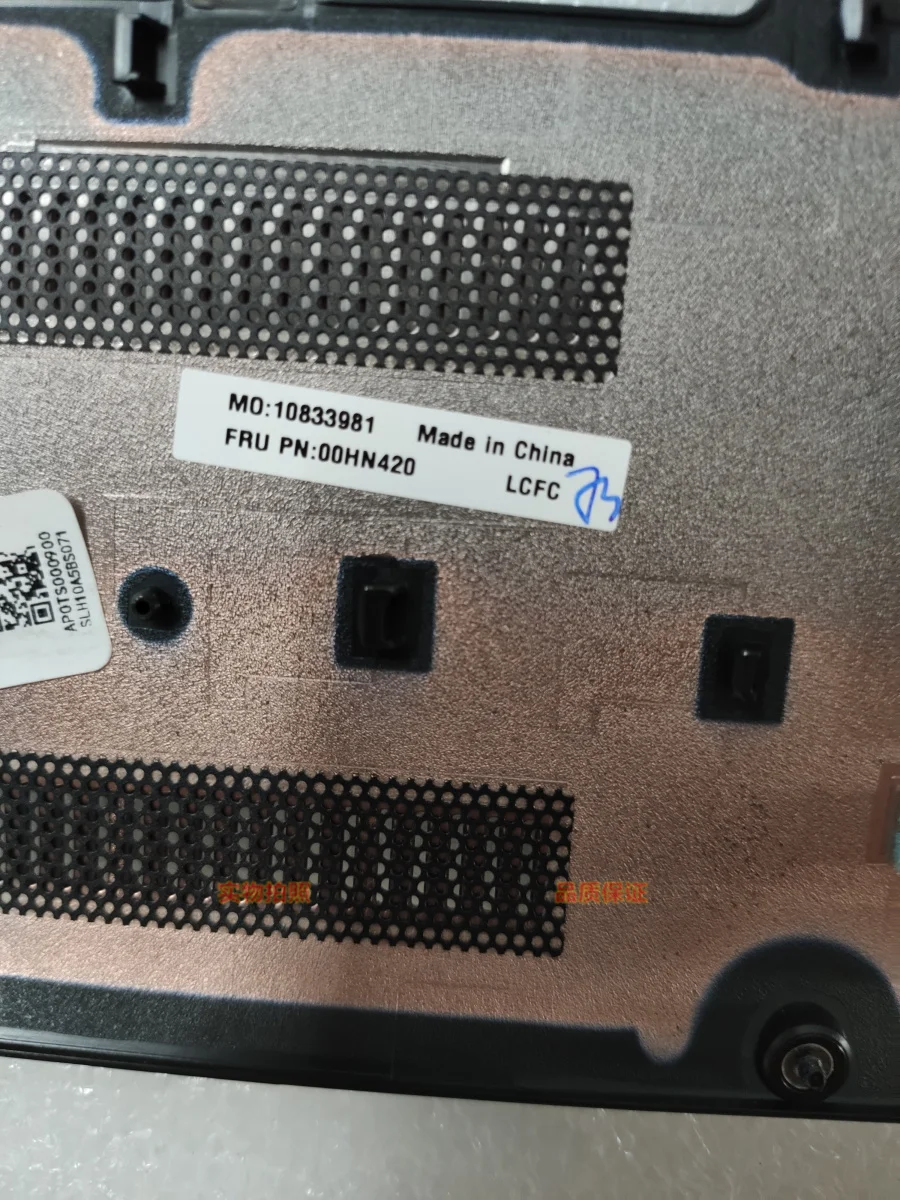 MO:10833981 Made in China
FRU PN:00HN420 LCFC
AP0TS000900
SLH10A5BS071
实物拍照 品质保证